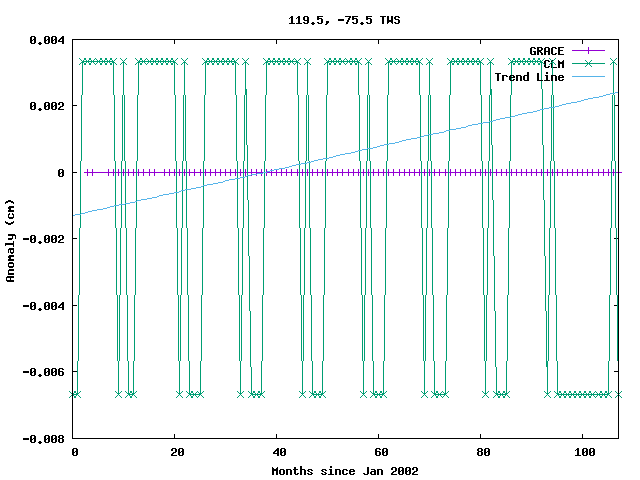 119.5, -75.5 TWS
GRACE
CLM
Trend Line
0.004
0.002
0
-0.002
-0.004
-0.006
-0.008
Anomaly (cm)
0 20 40 60 80 100
Months since Jan 2002